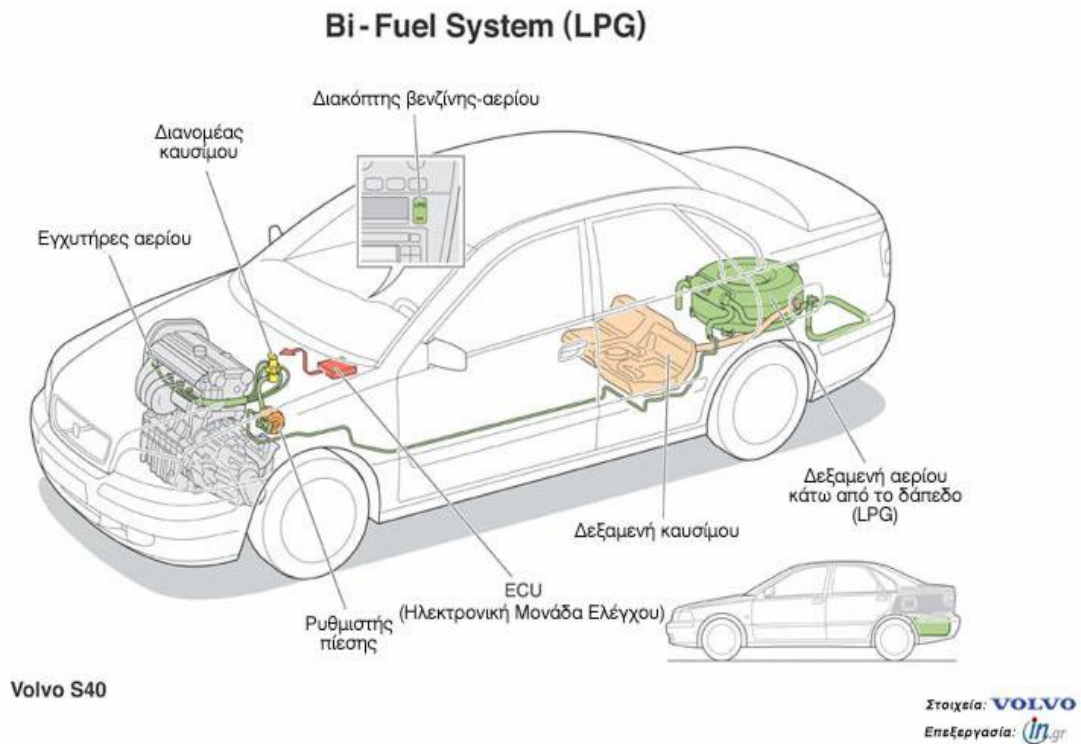 Bi-Fuel System (LPG)
Διακόπτης βενζίνης-αερίου
Διανομέας
καυσίμου
Εγχυτήρες αερίου
LPG
Δεξαμενή αερίου
κάτω από το δάπεδο
(LPG)
Δεξαμενή καυσίμου
ECU
(Ηλεκτρονική Μονάδα Ελέγχου)
Ρυθμιστής
πίεσης
Volvo S40
Στοιχεία: VOLVO
Επεξεργασία: in.gr